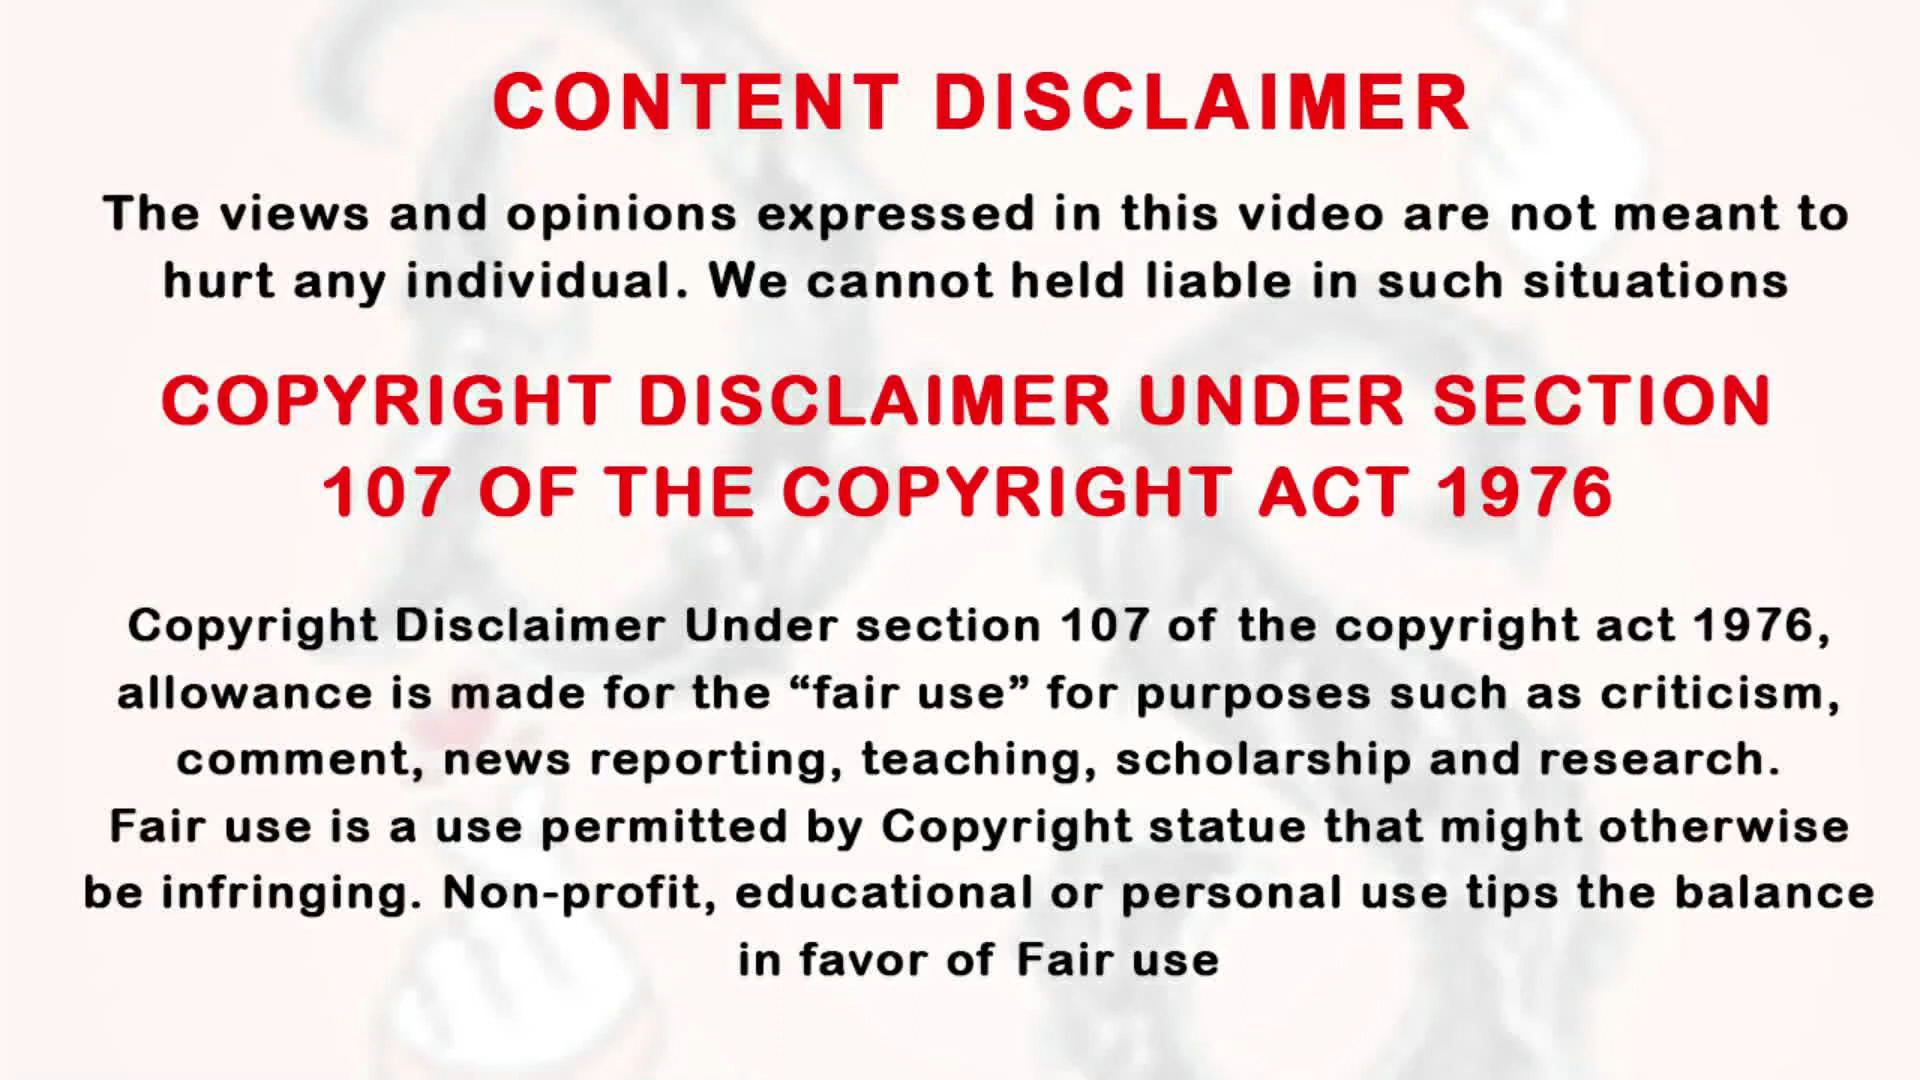 CONTENT DISCLAIMER
The views and opinions expressed in this video are not meant to
hurt any individual. We cannot held liable in such situations
COPYRIGHT DISCLAIMER UNDER SECTION
107 OF THE COPYRIGHT ACT 1976
Copyright Disclaimer Under section 107 of the copyright act 1976,
allowance is made for the “fair use” for purposes such as criticism,
comment, news reporting, teaching, scholarship and research.
Fair use is a use permitted by Copyright statue that might otherwise
be infringing. Non-profit, educational or personal use tips the balance
in favor of Fair use